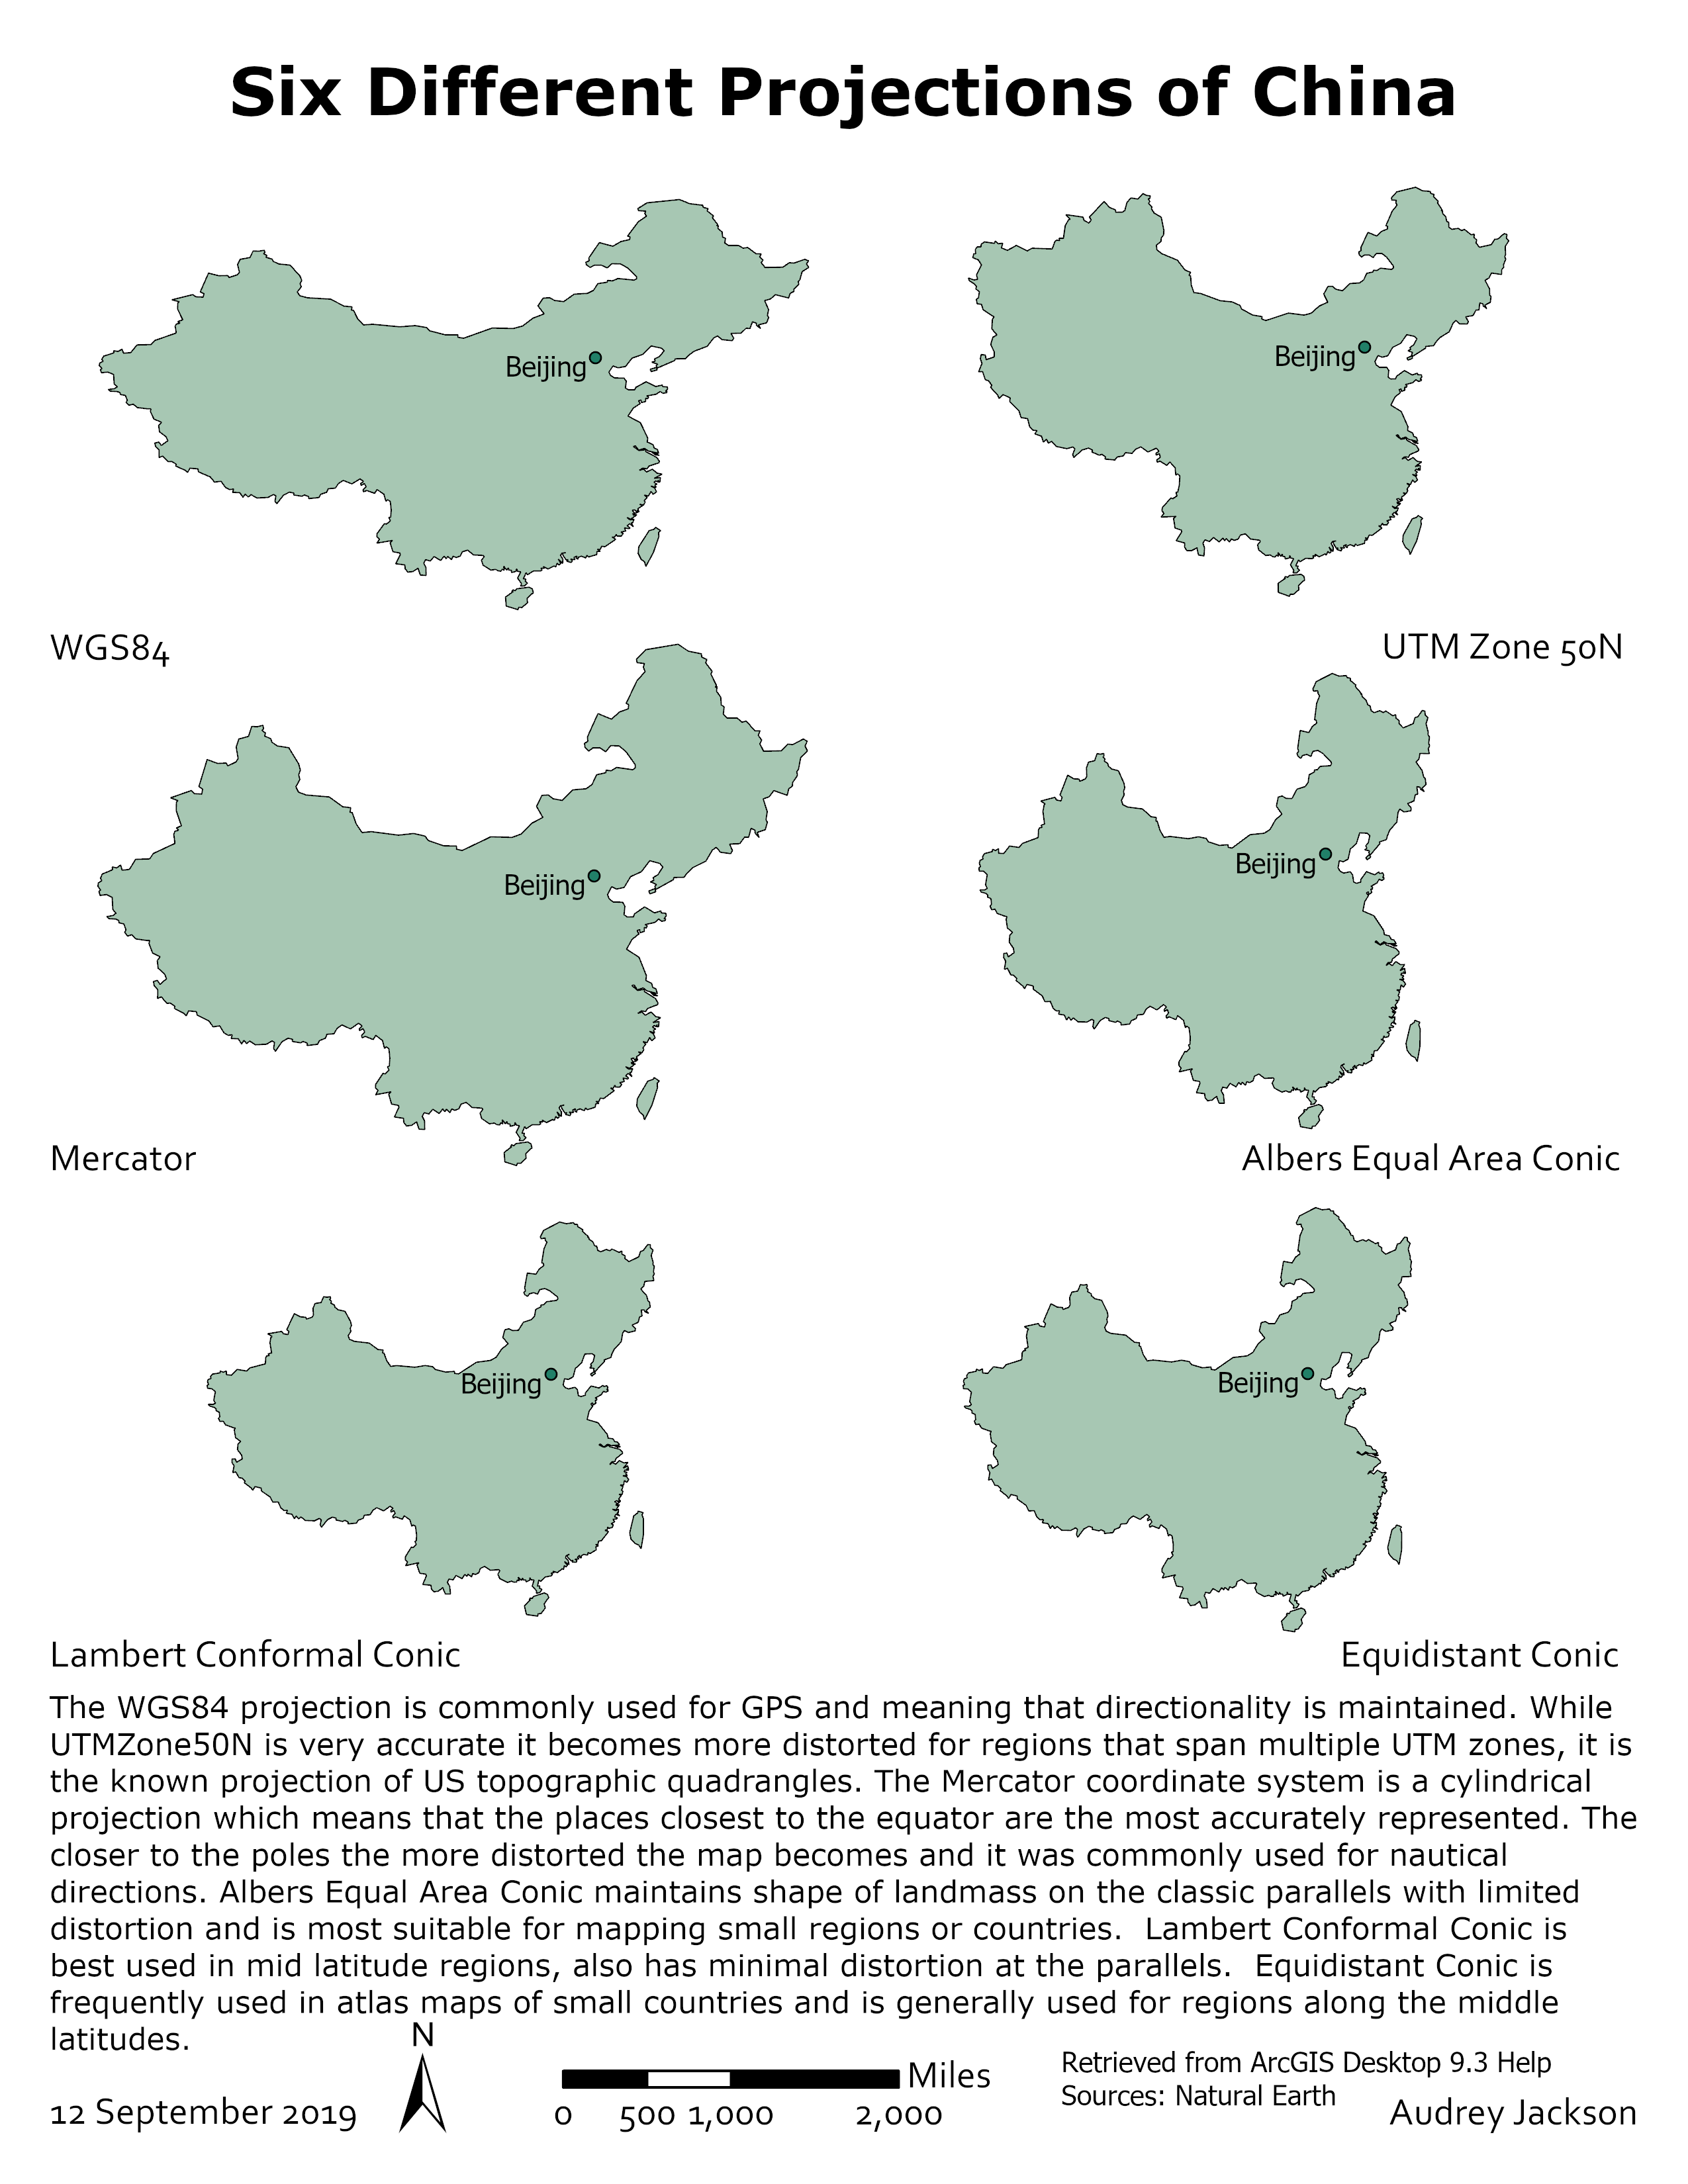 Six Different Projections of China
Beijing
Beijing
WGS84
UTM Zone 50N
Beijing
Beijing
Mercator
Albers Equal Area Conic
Beijing
Beijing
Lambert Conformal Conic
Equidistant Conic
The WGS84 projection is commonly used for GPS and meaning that directionality is maintained. While
UTMZone50N is very accurate it becomes more distorted for regions that span multiple UTM zones, it is
the known projection of US topographic quadrangles. The Mercator coordinate system is a cylindrical
projection which means that the places closest to the equator are the most accurately represented. The
closer to the poles the more distorted the map becomes and it was commonly used for nautical
directions. Albers Equal Area Conic maintains shape of landmass on the classic parallels with limited
distortion and is most suitable for mapping small regions or countries.  Lambert Conformal Conic is
best used in mid latitude regions, also has minimal distortion at the parallels.  Equidistant Conic is
frequently used in atlas maps of small countries and is generally used for regions along the middle
latitudes.
N
Miles
0 500 1,000 2,000
Retrieved from ArcGIS Desktop 9.3 Help
Sources: Natural Earth
12 September 2019
Audrey Jackson